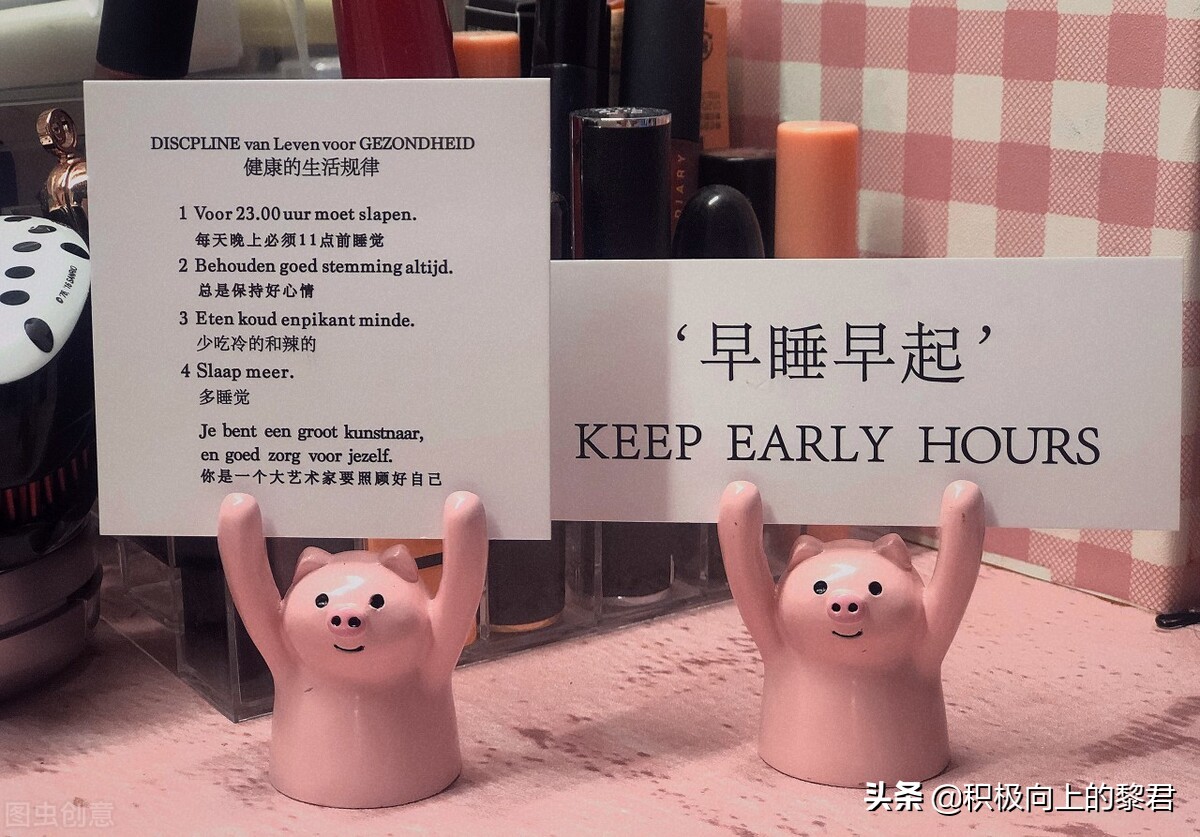 DISCPLINE van Leven voor GEZONDHEID
健康的生活规律
1 Voor 23.00 uur moet slapen.
每天晚上必须11点前睡觉
2 Behouden goed stemming altijd.
总是保持好心情
3 Eten koud enpikant minde.
少吃冷的和辣的
4 Slaap meer.
多睡觉
Je bent een groot kunstnaar,
en goed zorg voor jezelf.
你是一个大艺术家要照顾好自己
‘早睡早起’
KEEP EARLY HOURS
DIARY
图虫创意
头条 @积极向上的黎君